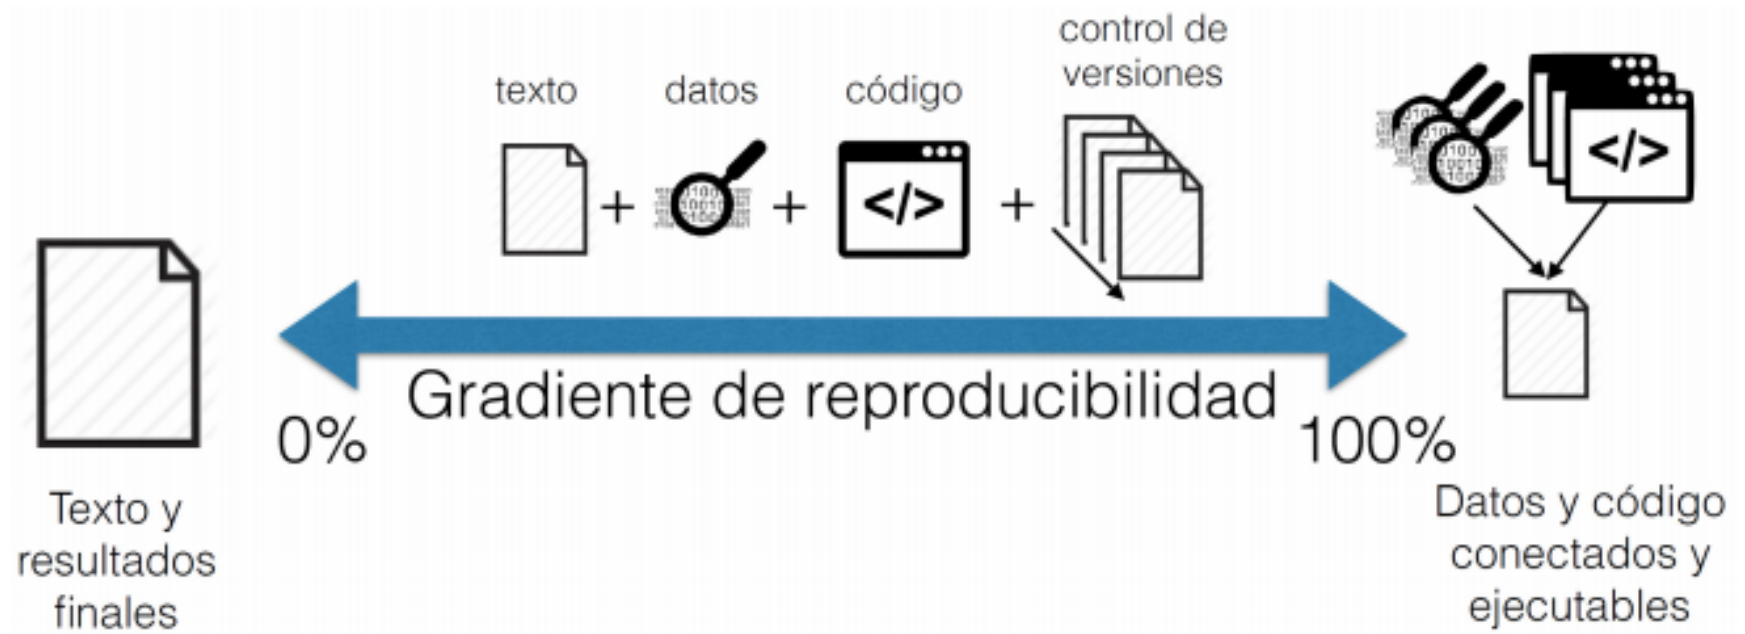 control de
versiones
texto
datos
código
+
+
+
</>
</>
Gradiente de reproducibilidad
0%
100%
Texto y
resultados
finales
Datos y código
conectados y
ejecutables